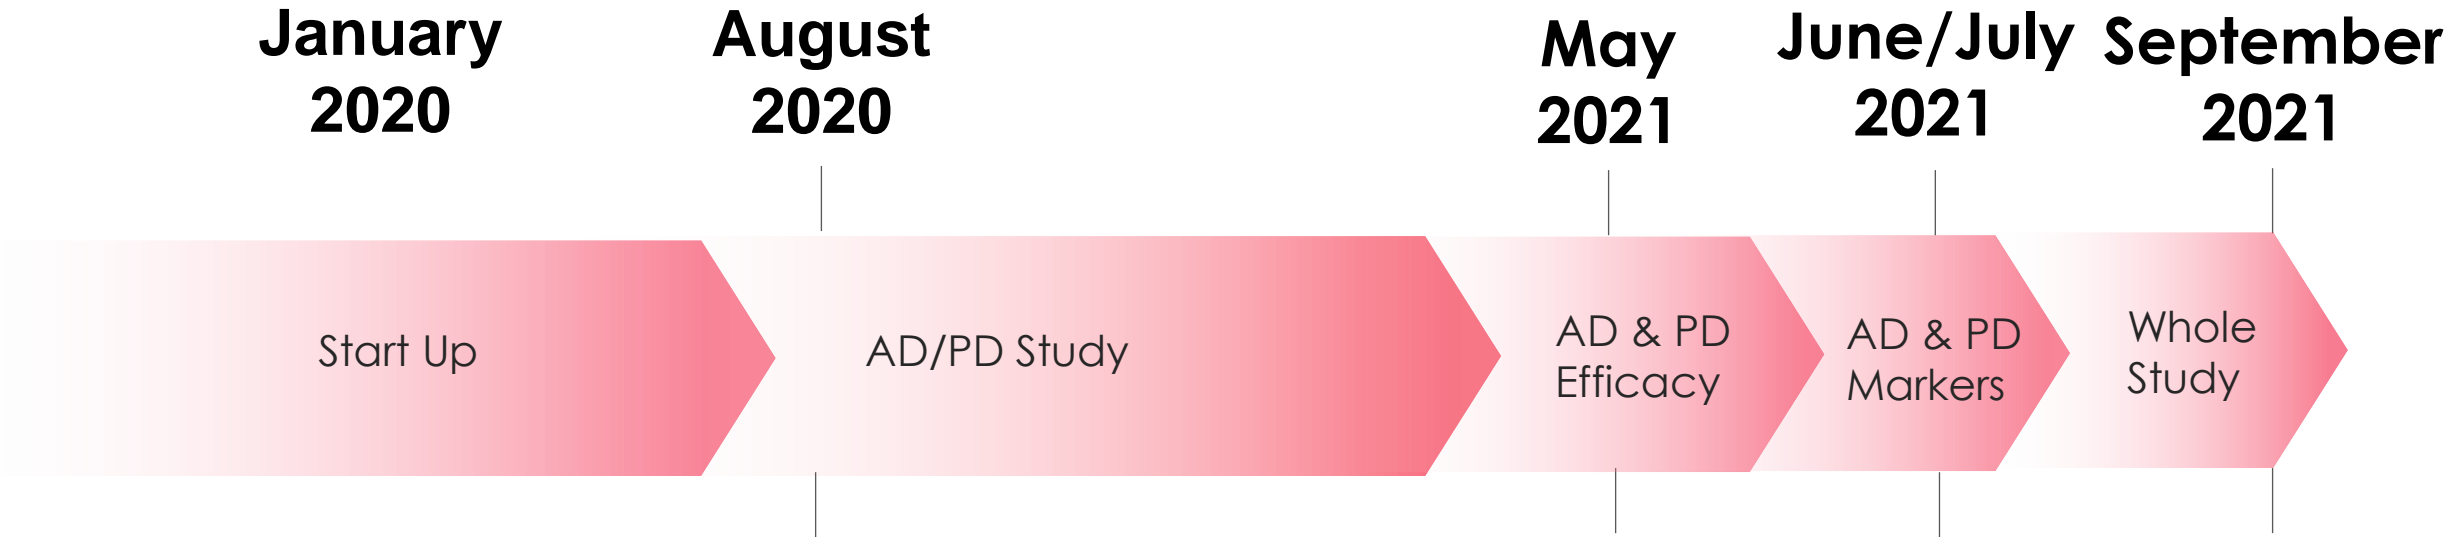 January
2020
August
2020
May
2021
June/July
2021
September
2021
Start Up
AD/PD Study
AD & PD
Efficacy
AD & PD
Markers
Whole
Study